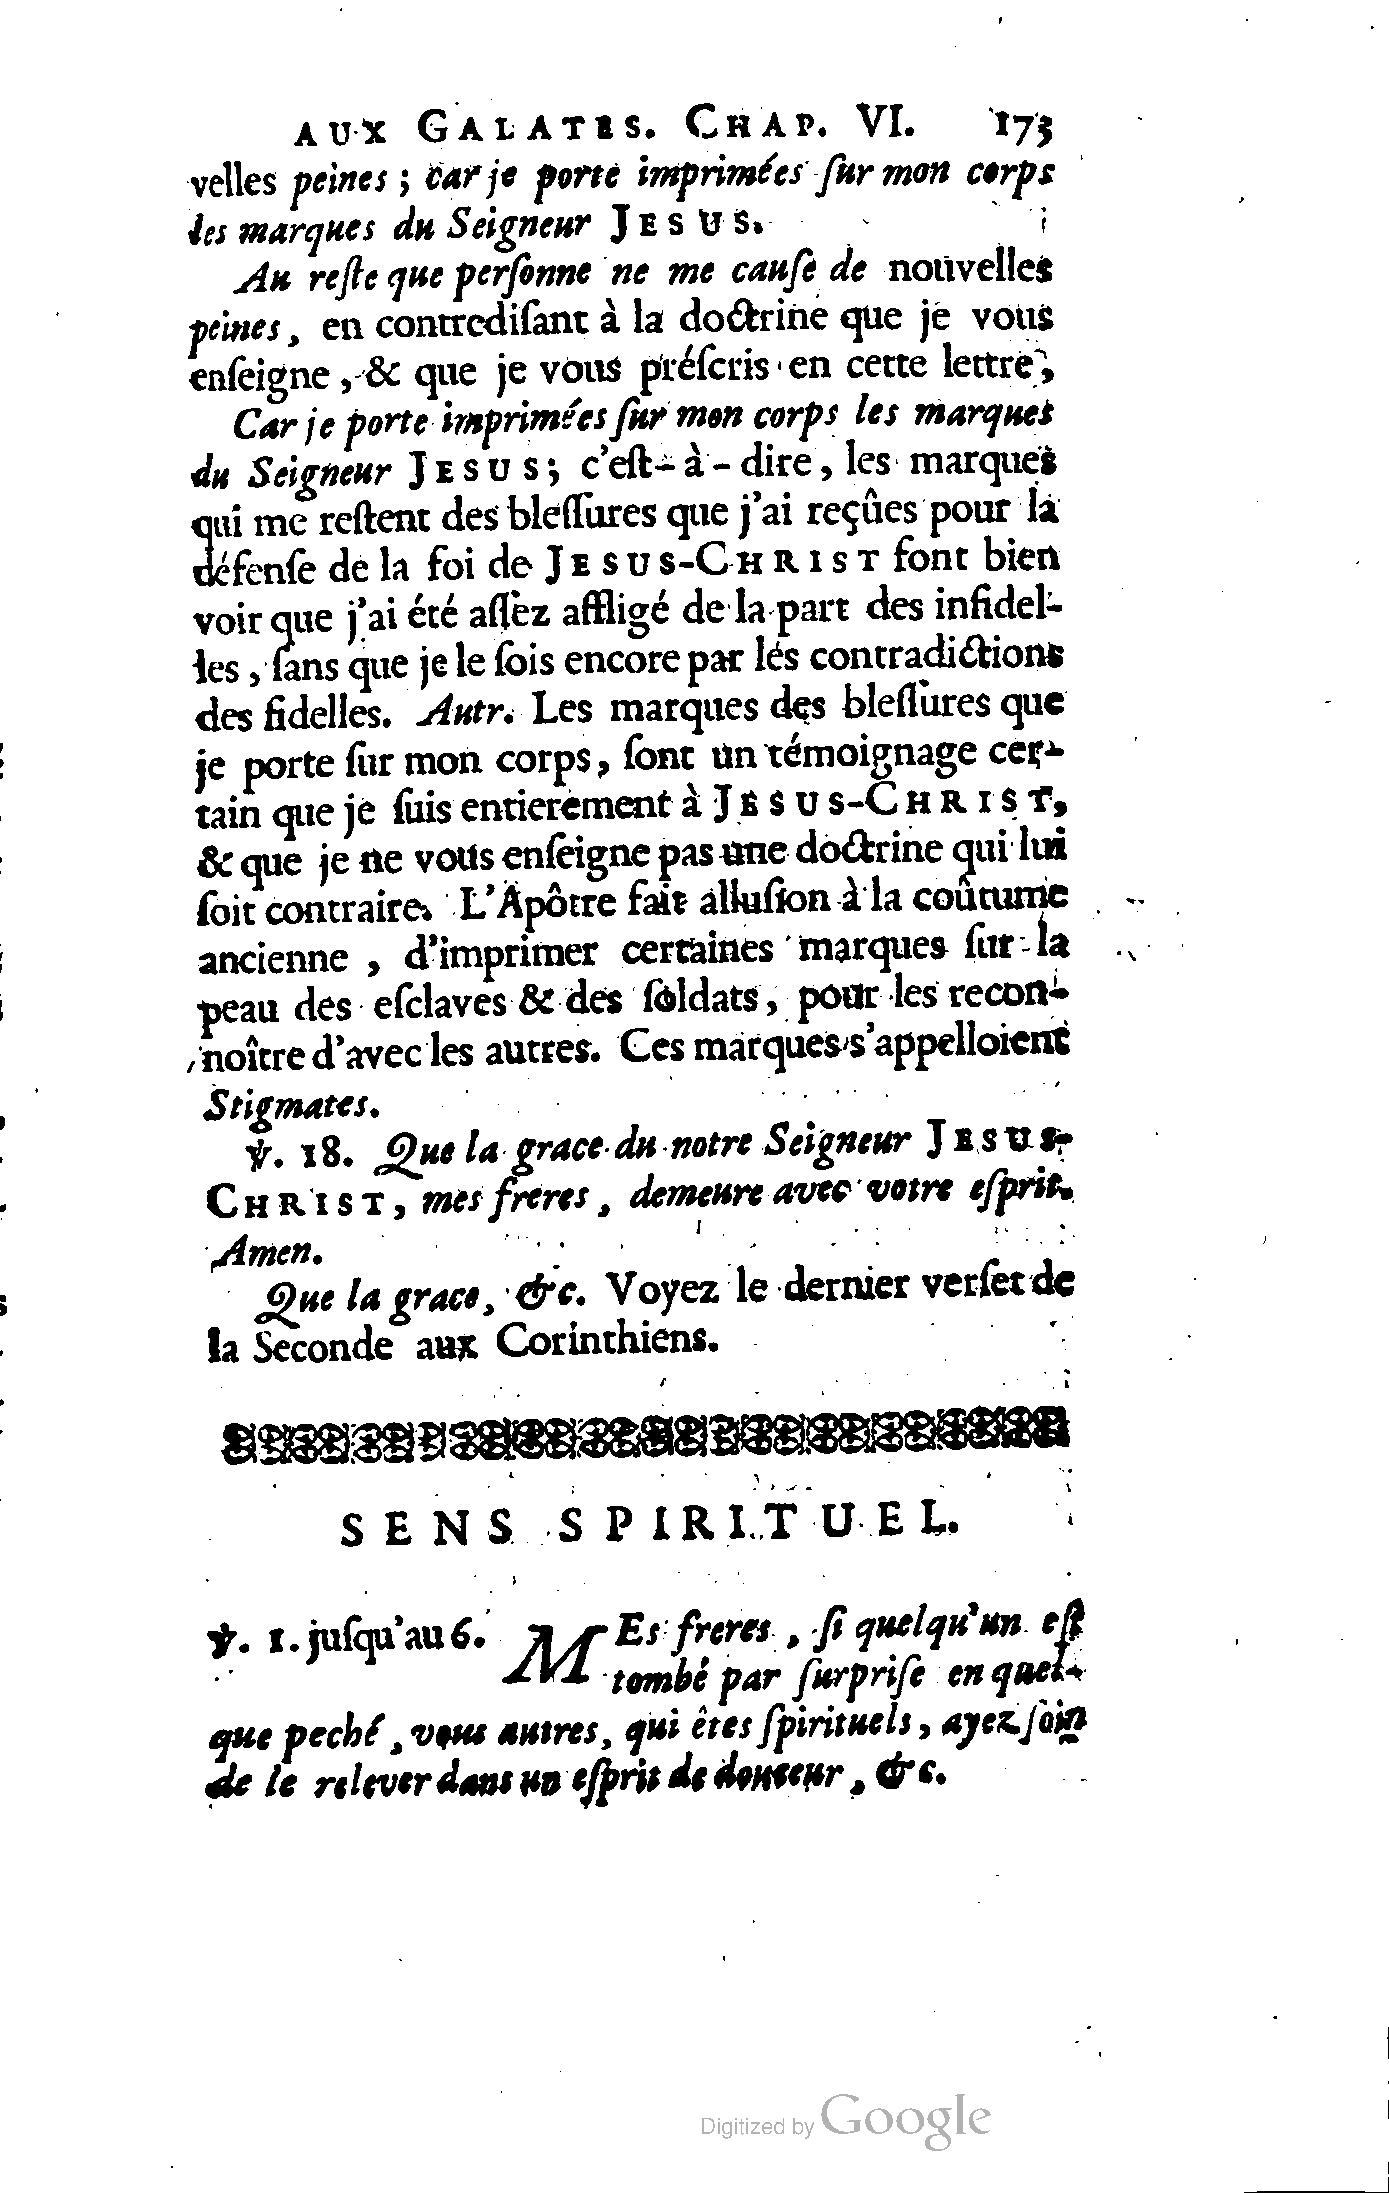 AUX GALATES. CHAP. VI. 173
velles peines ; car je porte imprimées ſur mon corps
les marques du Seigneur JESUS.
Au reſte que perſonne ne me cauſe de nouvelles
peines, en contrediſant à la doctrine que je vous
enſeigne, & que je vous préſcris en cette lettre,
Car je porte imprimées ſur mon corps les marques
du Seigneur JESUS; c'eſt-à-dire, les marques
qui me reſtent des bleſſures que j'ai reçûes pour la
défenſe de la foi de JESUS-CHRIST font bien
voir que j'ai été aſſez affligé de la part des infidel-
les, ſans que je le ſois encore par les contradictions
des fidelles. Autr. Les marques des bleſſures que
je porte ſur mon corps, ſont un témoignage cer-
tain que je ſuis entierement à JESUS-CHRIST,
& que je ne vous enſeigne pas une doctrine qui lui
ſoit contraire. L'Apôtre fait alluſion à la coûtume
ancienne, d'imprimer certaines marques ſur la
peau des eſclaves & des ſoldats, pour les recon-
noître d'avec les autres. Ces marques s'appelloient
Stigmates.
℣. 18. Que la grace du notre Seigneur JESUS-
CHRIST, mes freres, demeure avec votre eſprit.
Amen.
Que la grace, &c. Voyez le dernier verſet de
la Seconde aux Corinthiens.
SENS SPIRITUEL.
℣. 1. juſqu'au 6. MEs freres, ſi quelqu'un eſt
tombé par ſurpriſe en quel-
que peché, vous autres, qui êtes ſpirituels, ayez ſoin
de le relever dans un eſprit de douceur, &c.
Digitized by Google